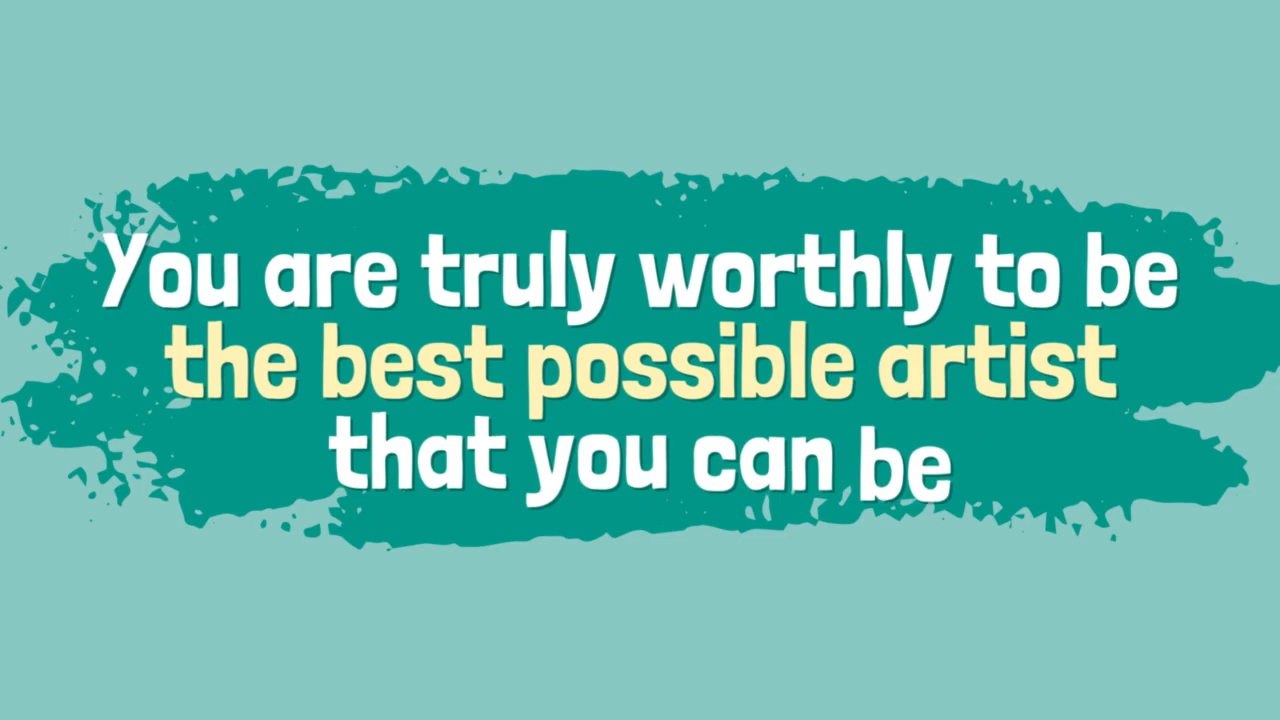 You are truly worthly to be
the best possible artist
that you can be